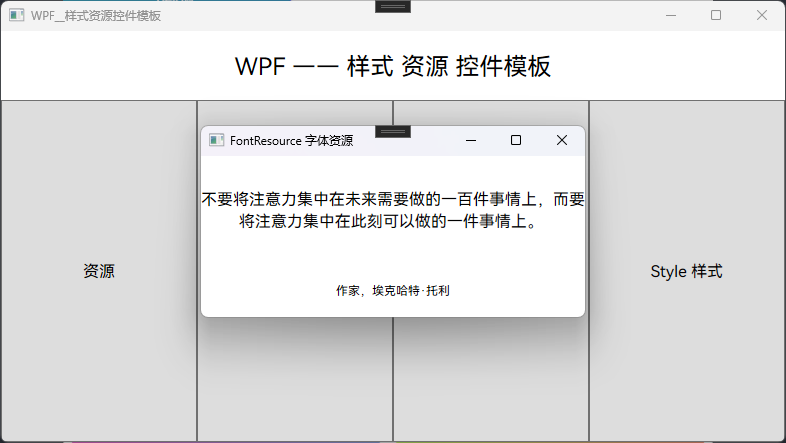 WPF__样式资源控件模板
WPF —— 样式 资源 控件模板
FontResource 字体资源
不要将注意力集中在未来需要做的一百件事情上，而要
将注意力集中在此刻可以做的一件事情上。
作家，埃克哈特·托利
资源
Style 样式